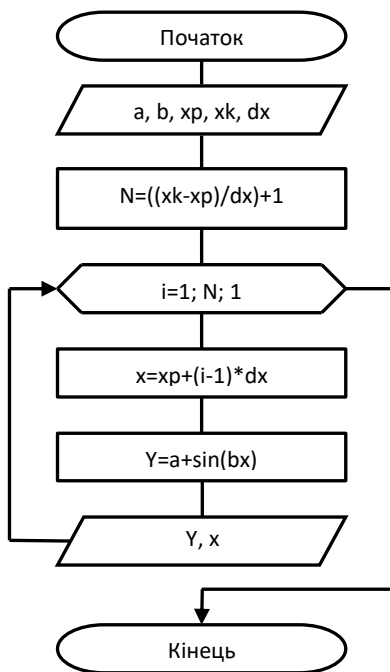 Початок
a, b, xp, xk, dx
N=((xk-xp)/dx)+1
i=1; N; 1
x=xp+(i-1)*dx
Y=a+sin(bx)
Y, x
Кінець